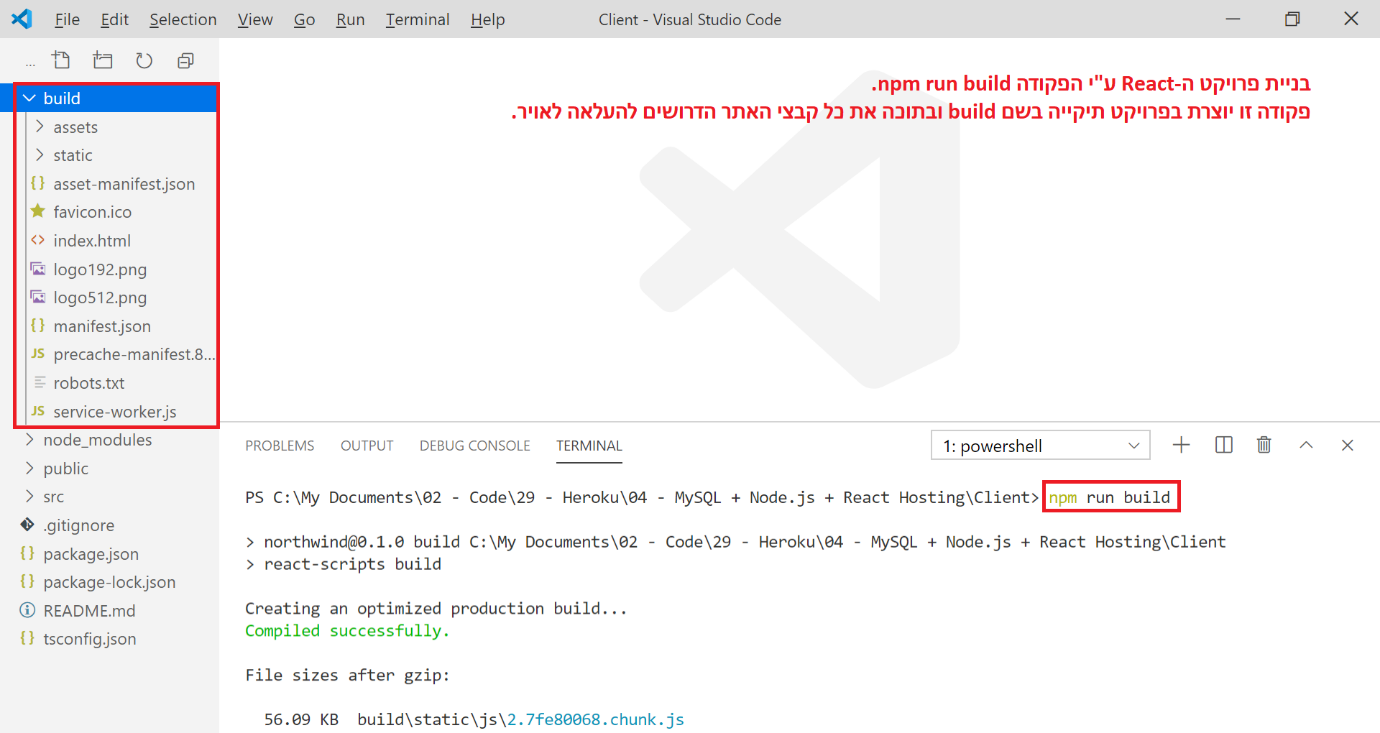 File Edit Selection View Go Run Terminal Help Client - Visual Studio Code
...
build
assets
static
asset-manifest.json
favicon.ico
index.html
logo192.png
logo512.png
manifest.json
precache-manifest.8...
robots.txt
service-worker.js
node_modules
public
src
.gitignore
package.json
package-lock.json
README.md
tsconfig.json
בניית פרויקט ה-React ע"י הפקודה npm run build.
פקודה זו יוצרת בפרויקט תיקייה בשם build ובתוכה את כל קבצי האתר הדרושים להעלאה לאויר.
PROBLEMS OUTPUT DEBUG CONSOLE TERMINAL 1: powershell
PS C:\My Documents\02 - Code\29 - Heroku\04 - MySQL + Node.js + React Hosting\Client> npm run build
> northwind@0.1.0 build C:\My Documents\02 - Code\29 - Heroku\04 - MySQL + Node.js + React Hosting\Client
> react-scripts build
Creating an optimized production build...
Compiled successfully.
File sizes after gzip:
56.09 KB build\static\js\2.7fe80068.chunk.js